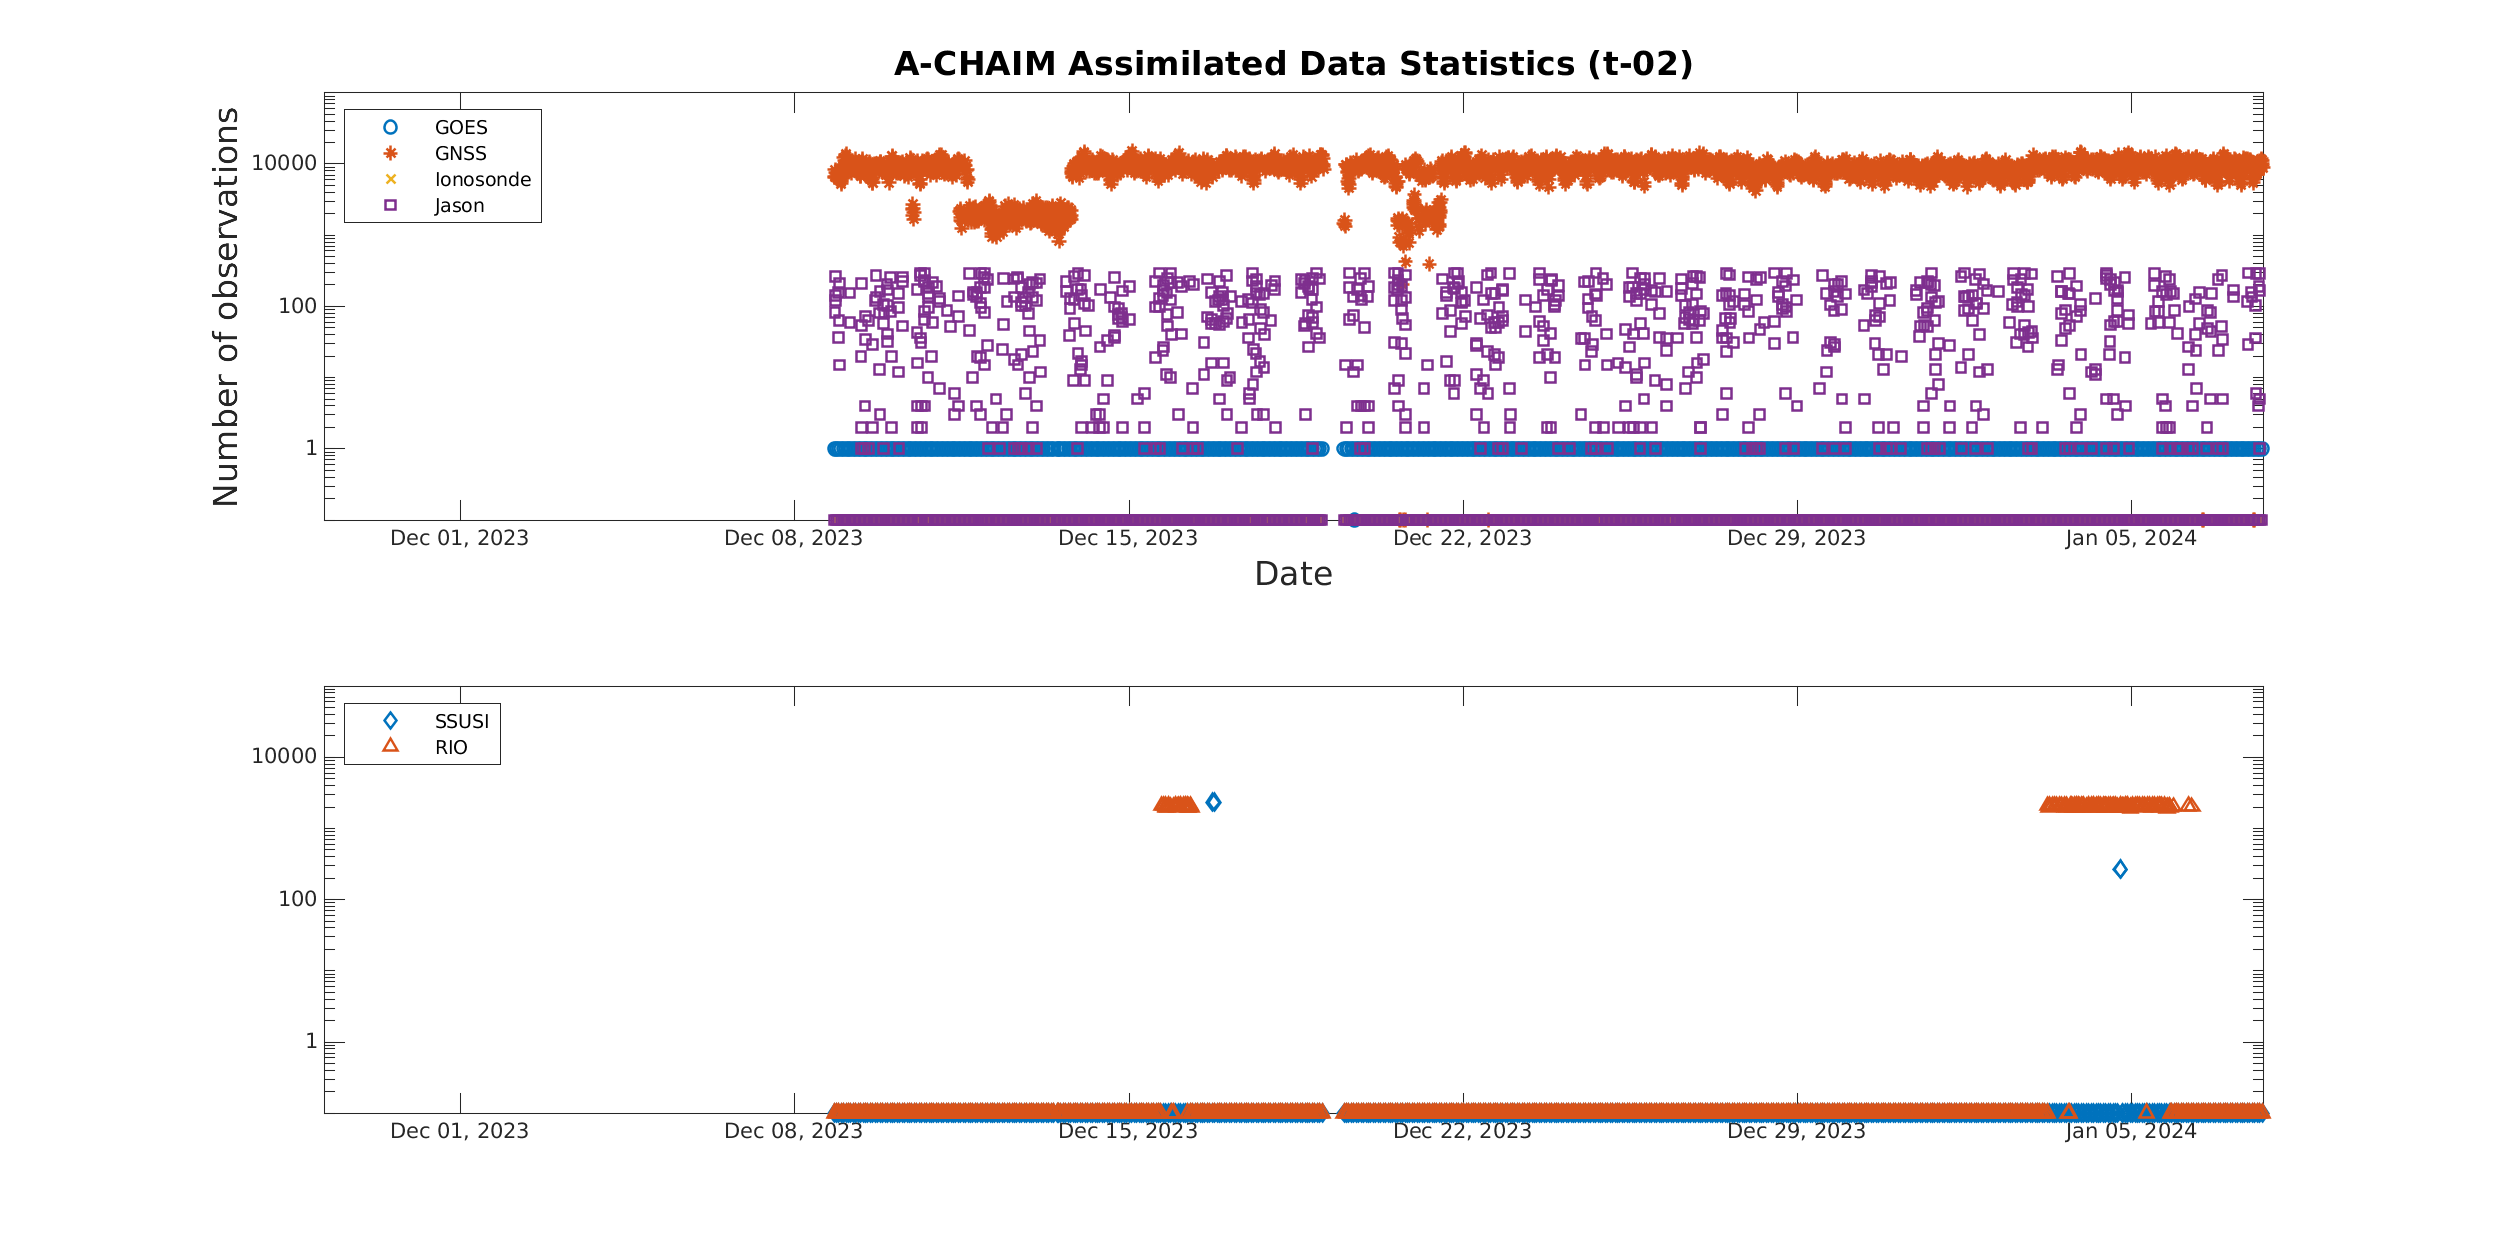 A-CHAIM Assimilated Data Statistics (t-02)
Number of observations
10000
100
1
GOES
GNSS
Ionosonde
Jason
Dec 01, 2023
Dec 08, 2023
Dec 15, 2023
Dec 22, 2023
Dec 29, 2023
Jan 05, 2024
Date
10000
100
1
SSUSI
RIO
Dec 01, 2023
Dec 08, 2023
Dec 15, 2023
Dec 22, 2023
Dec 29, 2023
Jan 05, 2024